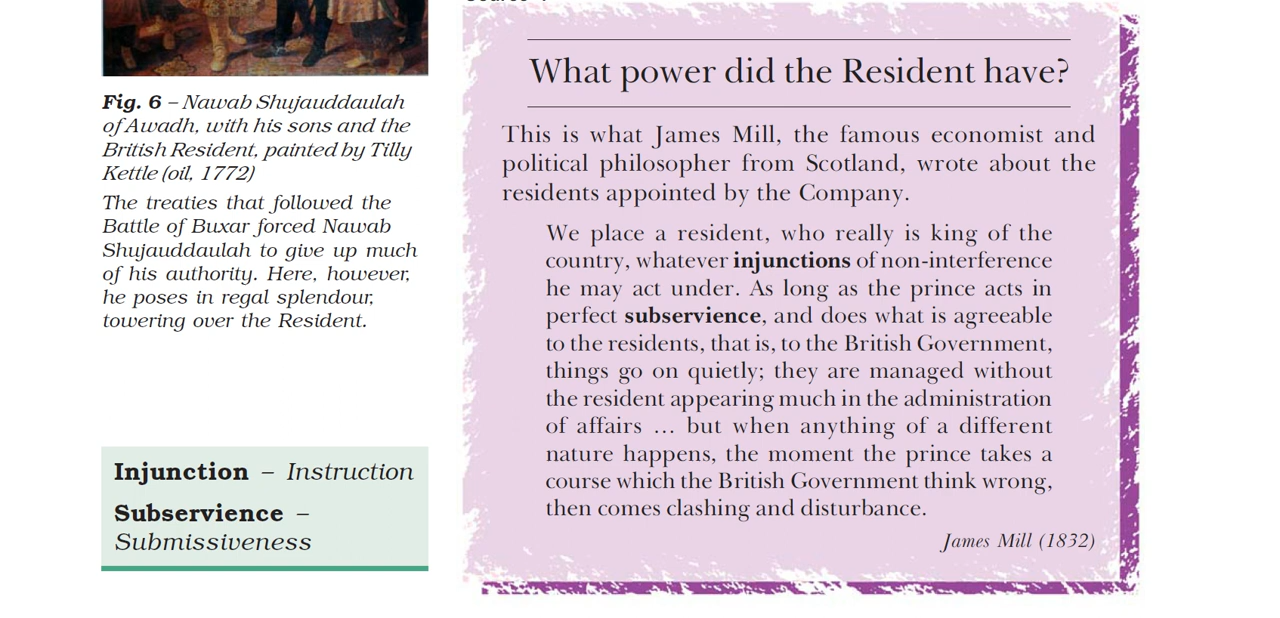 Fig. 6 – Nawab Shujauddaulah
of Awadh, with his sons and the
British Resident, painted by Tilly
Kettle (oil, 1772)
The treaties that followed the
Battle of Buxar forced Nawab
Shujauddaulah to give up much
of his authority. Here, however,
he poses in regal splendour,
towering over the Resident.
Injunction – Instruction
Subservience –
Submissiveness
What power did the Resident have?
This is what James Mill, the famous economist and
political philosopher from Scotland, wrote about the
residents appointed by the Company.
We place a resident, who really is king of the
country, whatever injunctions of non-interference
he may act under. As long as the prince acts in
perfect subservience, and does what is agreeable
to the residents, that is, to the British Government,
things go on quietly; they are managed without
the resident appearing much in the administration
of affairs ... but when anything of a different
nature happens, the moment the prince takes a
course which the British Government think wrong,
then comes clashing and disturbance.
James Mill (1832)